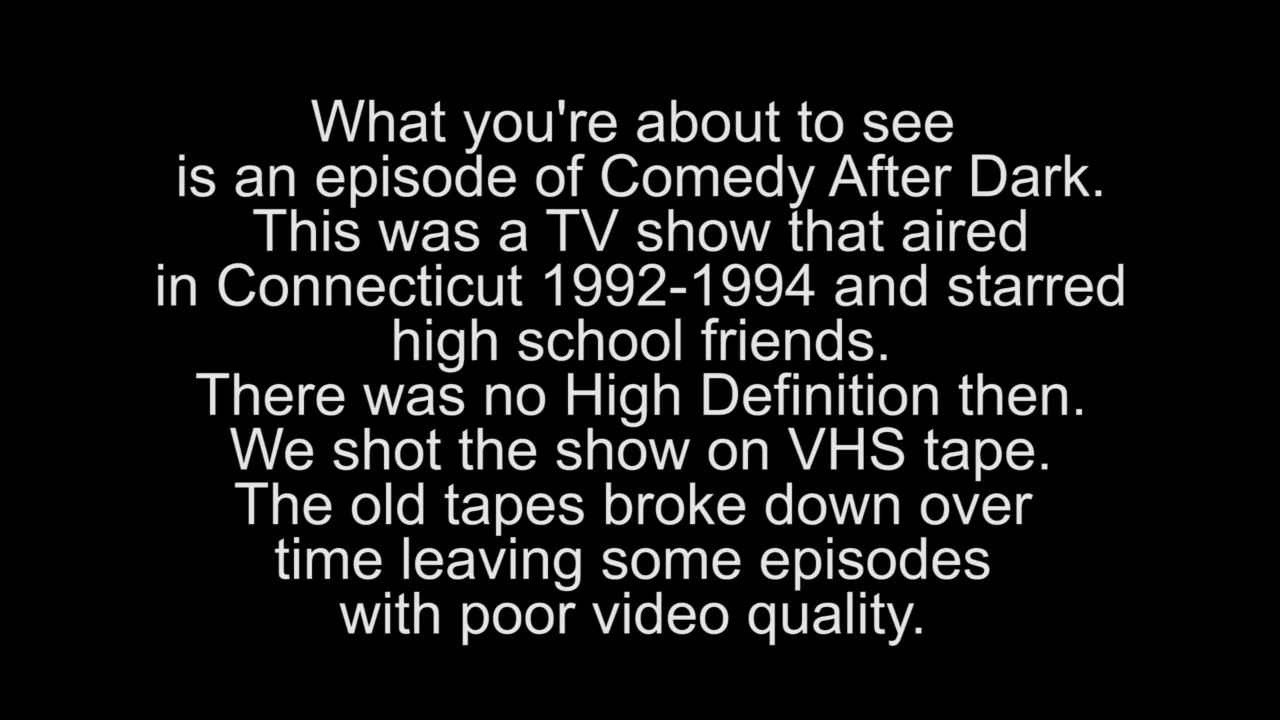 What you're about to see
is an episode of Comedy After Dark.
This was a TV show that aired
in Connecticut 1992-1994 and starred
high school friends.
There was no High Definition then.
We shot the show on VHS tape.
The old tapes broke down over
time leaving some episodes
with poor video quality.